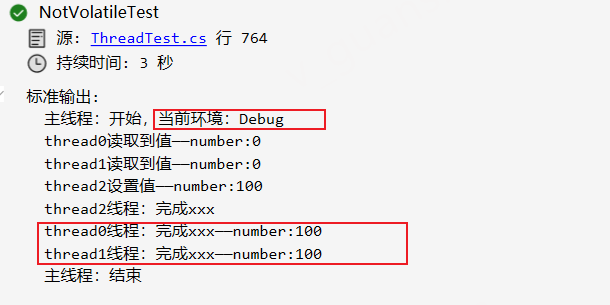 NotVolatileTest
源: ThreadTest.cs 行 764
持续时间: 3 秒
标准输出:
主线程: 开始, 当前环境: Debug
thread0读取到值——number:0
thread1读取到值——number:0
thread2设置值——number:100
thread2线程: 完成xxx
thread0线程: 完成xxx——number:100
thread1线程: 完成xxx——number:100
主线程: 结束